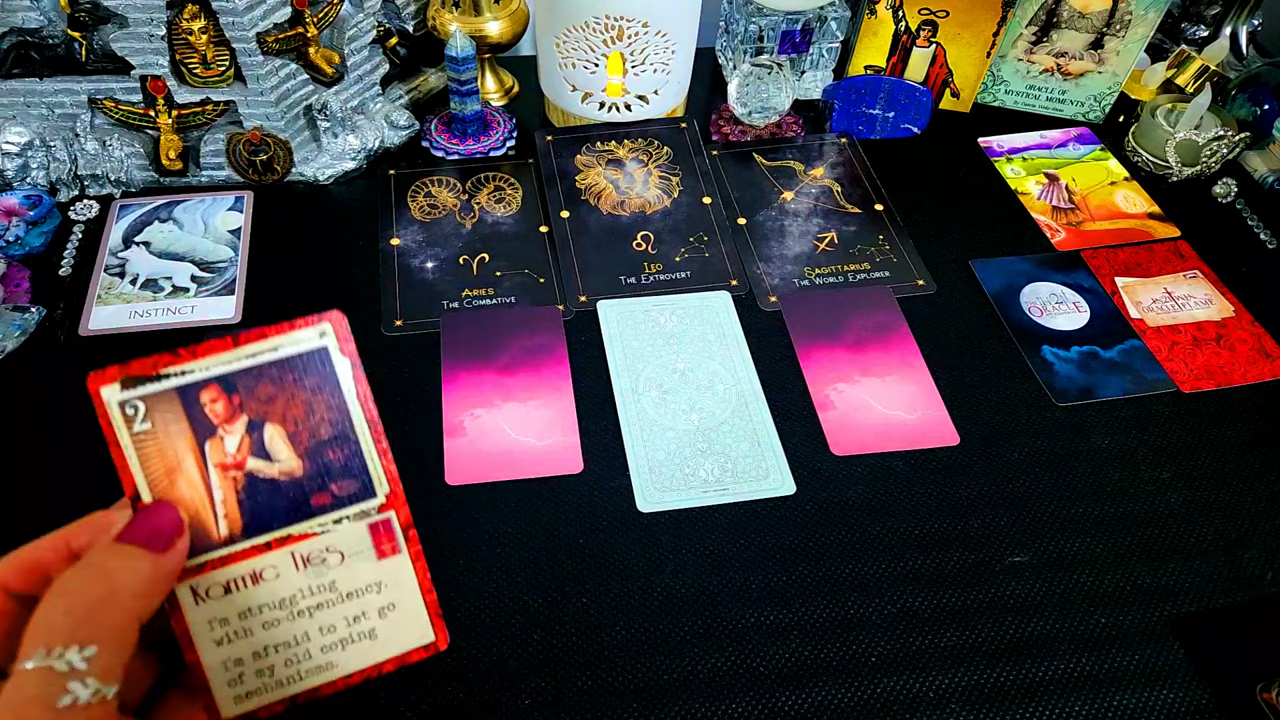 ORACLE OF
MYSTICAL MOMENTS
LEO
THE EXTROVERT
SAGITTARIUS
THE WORLD EXPLORER
ARIES
THE COMBATIVE
INSTINCT
ORACLE
ORACLE
FLAME
2
Karmic Ties
I'm struggling
with co-dependency.
I'm afraid to let go
of my old coping
mechanisms.